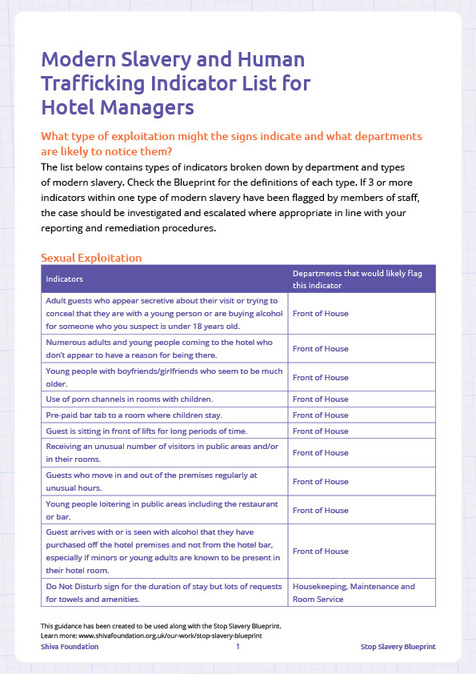 Modern Slavery and Human
Trafficking Indicator List for
Hotel Managers
What type of exploitation might the signs indicate and what departments
are likely to notice them?
The list below contains types of indicators broken down by department and types
of modern slavery. Check the Blueprint for the definitions of each type. If 3 or more
indicators within one type of modern slavery have been flagged by members of staff,
the case should be investigated and escalated where appropriate in line with your
reporting and remediation procedures.
Sexual Exploitation
Indicators
Departments that would likely flag
this indicator
Adult guests who appear secretive about their visit or trying to
conceal that they are with a young person or are buying alcohol
for someone who you suspect is under 18 years old.
Front of House
Numerous adults and young people coming to the hotel who
don't appear to have a reason for being there.
Front of House
Young people with boyfriends/girlfriends who seem to be much
older.
Front of House
Use of porn channels in rooms with children.
Front of House
Pre-paid bar tab to a room where children stay.
Front of House
Guest is sitting in front of lifts for long periods of time.
Front of House
Receiving an unusual number of visitors in public areas and/or
in their rooms.
Front of House
Guests who move in and out of the premises regularly at
unusual hours.
Front of House
Young people loitering in public areas including the restaurant
or bar.
Front of House
Guest arrives with or is seen with alcohol that they have
purchased off the hotel premises and not from the hotel bar,
especially if minors or young adults are known to be present in
their hotel room.
Front of House
Do Not Disturb sign for the duration of stay but lots of requests
for towels and amenities.
Housekeeping, Maintenance and
Room Service
This guidance has been created to be used along with the Stop Slavery Blueprint.
Learn more: www.shivafoundation.org.uk/our-work/stop-slavery-blueprint
Shiva Foundation
1
Stop Slavery Blueprint